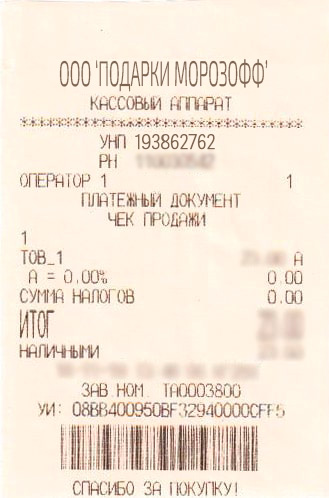 ООО 'ПОДАРКИ МОРОЗОФФ'
КАССОВЫЙ АППАРАТ
УНП 193862762
РН
ОПЕРАТОР 1 1
ПЛАТЕЖНЫЙ ДОКУМЕНТ
ЧЕК ПРОДАЖИ
1
ТОВ_1 А
А = 0,00% 0.00
СУММА НАЛОГОВ 0.00
ИТОГ
НАЛИЧНЫМИ
ЗАВ.НОМ. ТА0003800
УИ: 08BB400950BF32940000CFF5
СПАСИБО ЗА ПОКУПКУ!